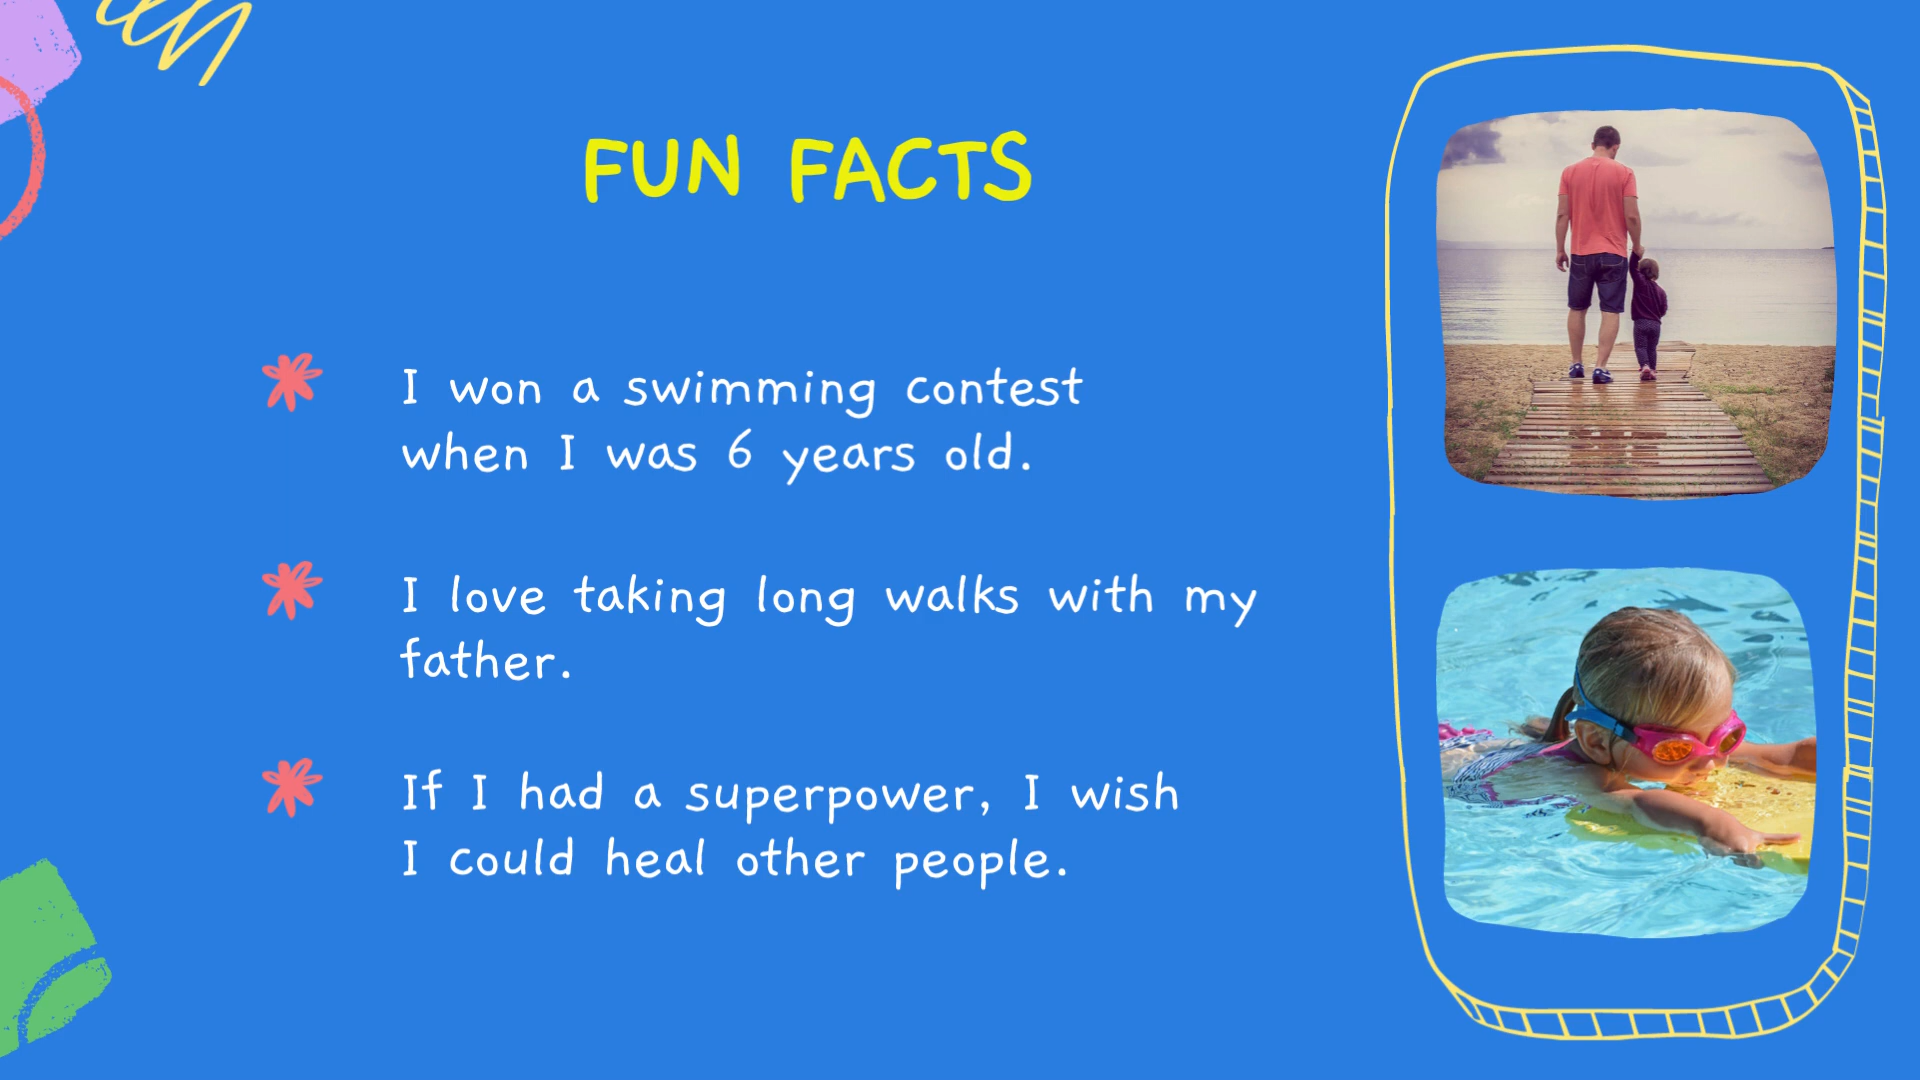 FUN FACTS
I won a swimming contest
when I was 6 years old.
I love taking long walks with my
father.
If I had a superpower, I wish
I could heal other people.